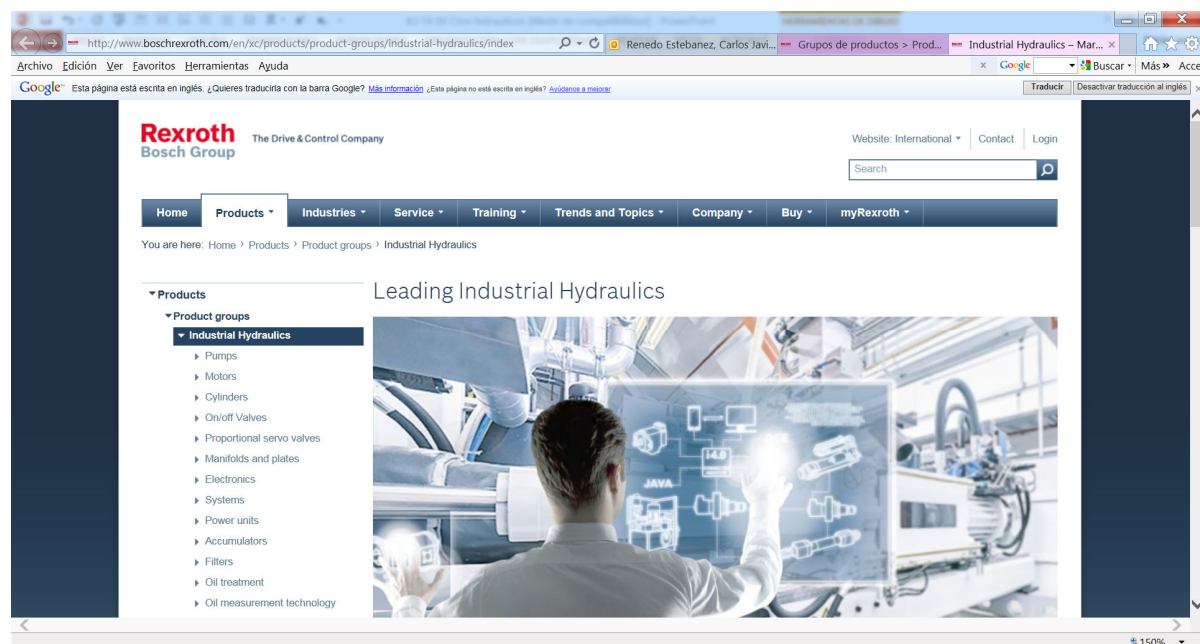 http://www.boschrexroth.com/en/xc/products/product-groups/industrial-hydraulics/index
Renedo Estebanez, Carlos Javi...
Grupos de productos > Prod...
Industrial Hydraulics – Mar...
Archivo Edición Ver Favoritos Herramientas Ayuda
x Google Buscar Más » Acce
Google Esta página está escrita en inglés. ¿Quieres traducirla con la barra Google? Más información ¿Esta página no está escrita en inglés? Ayúdanos a mejorar
Traducir Desactivar traducción al inglés
Rexroth
Bosch Group
The Drive & Control Company
Website: International Contact Login
Search
Home Products Industries Service Training Trends and Topics Company Buy myRexroth
You are here: Home › Products › Product groups › Industrial Hydraulics
Products
Product groups
Industrial Hydraulics
Pumps
Motors
Cylinders
On/off Valves
Proportional servo valves
Manifolds and plates
Electronics
Systems
Power units
Accumulators
Filters
Oil treatment
Oil measurement technology
Leading Industrial Hydraulics
I4.0
JAVA
150%